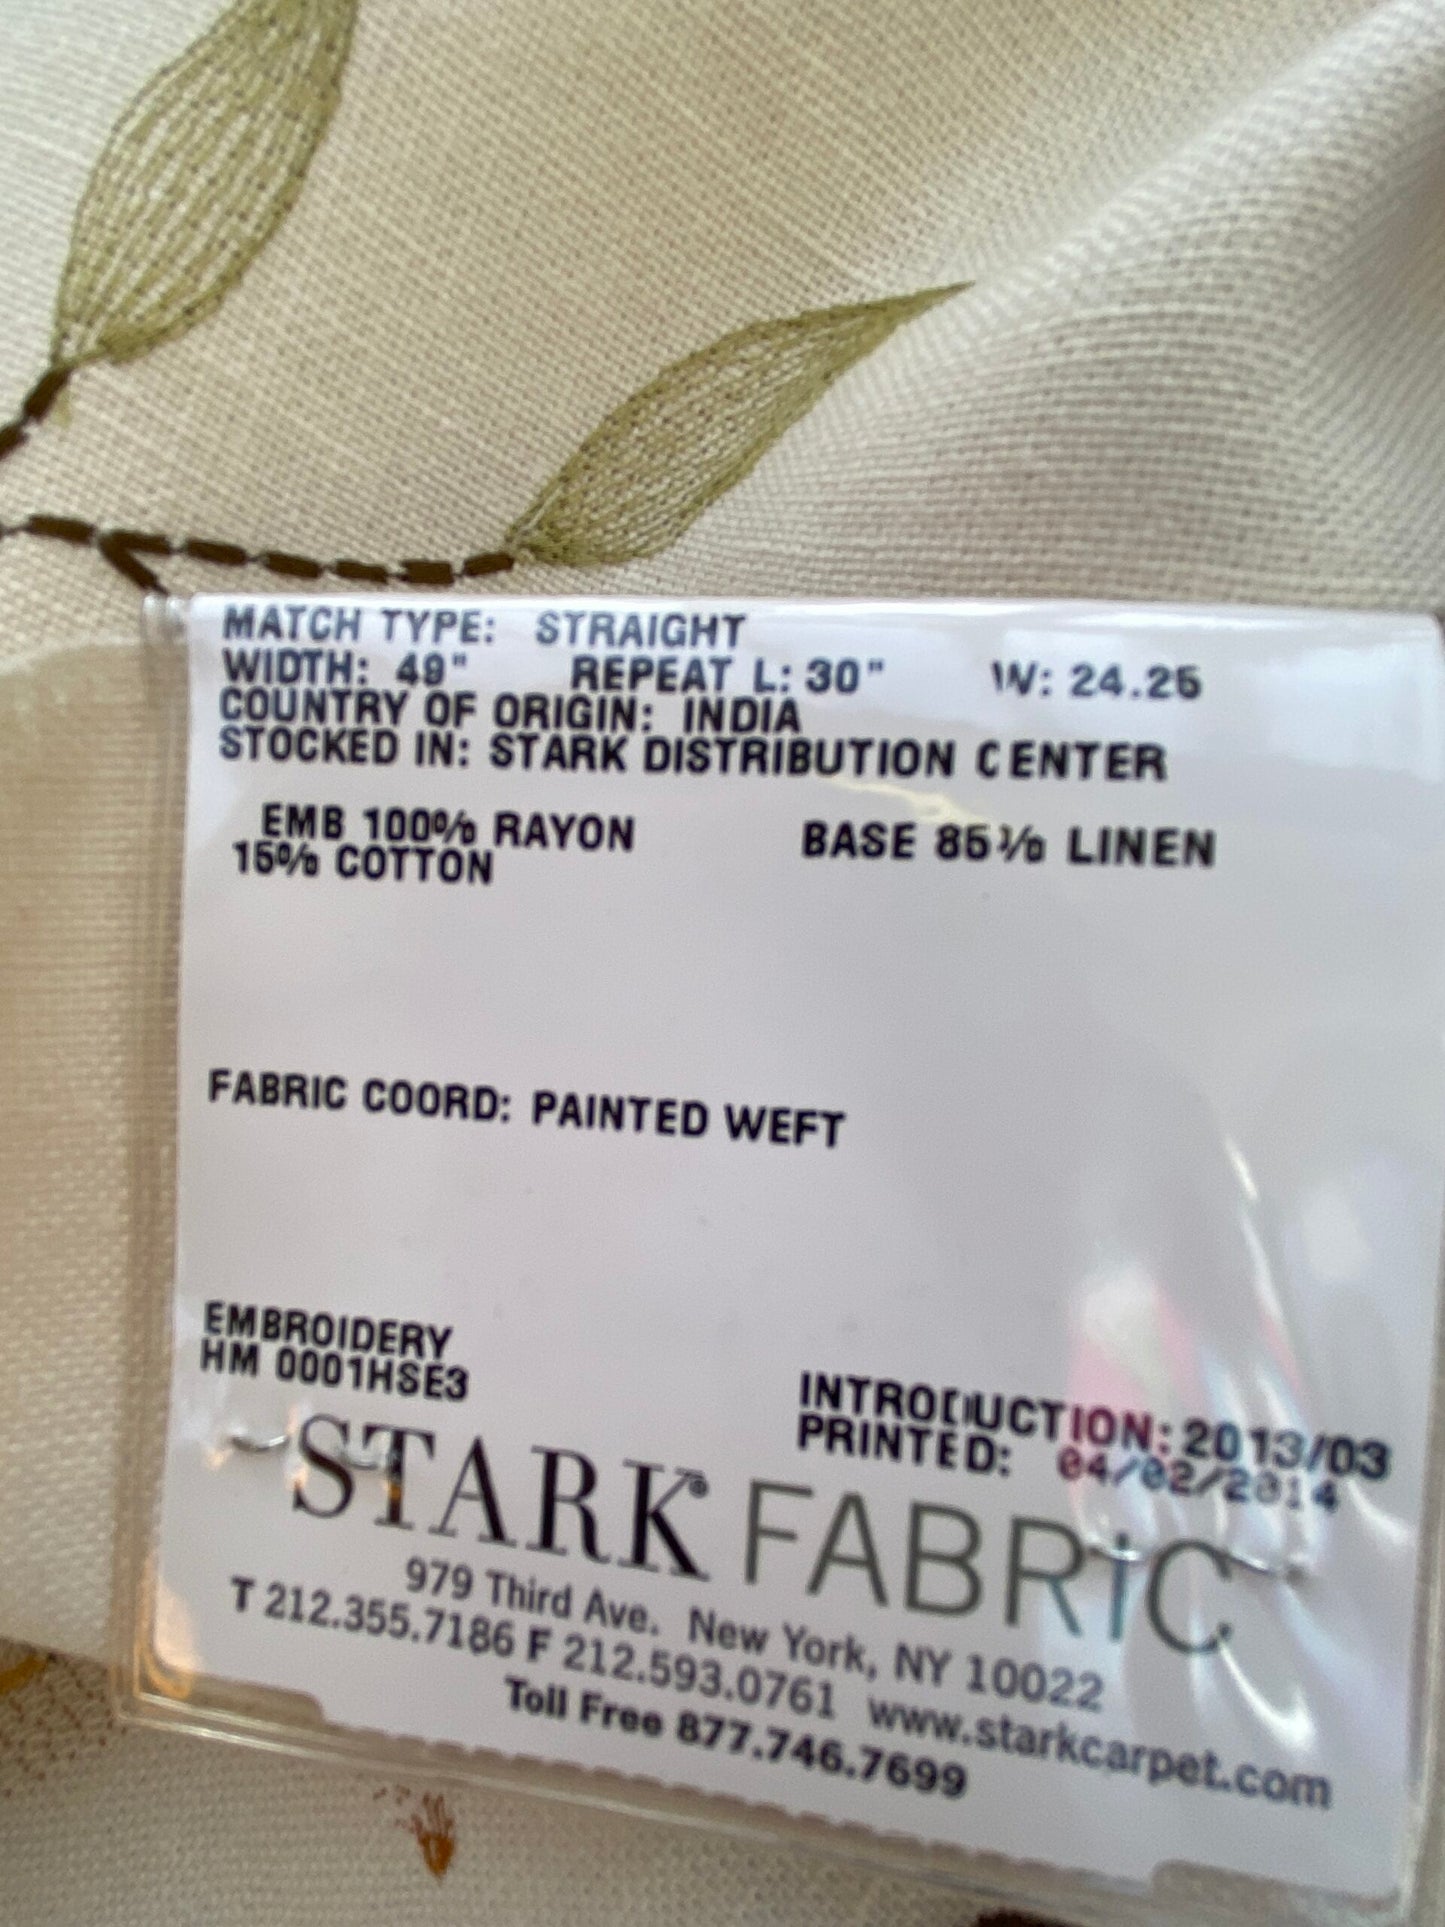 MATCH TYPE: STRAIGHT
WIDTH: 49" REPEAT L: 30" W: 24.25
COUNTRY OF ORIGIN: INDIA
STOCKED IN: STARK DISTRIBUTION CENTER
EMB 100% RAYON BASE 85% LINEN
15% COTTON
FABRIC COORD: PAINTED WEFT
EMBROIDERY
HM 0001HSE3
INTRODUCTION: 2013/03
PRINTED: 04/02/2014
STARK® FABRIC
979 Third Ave. New York, NY 10022
T 212.355.7186 F 212.593.0761 www.starkcarpet.com
Toll Free 877.746.7699